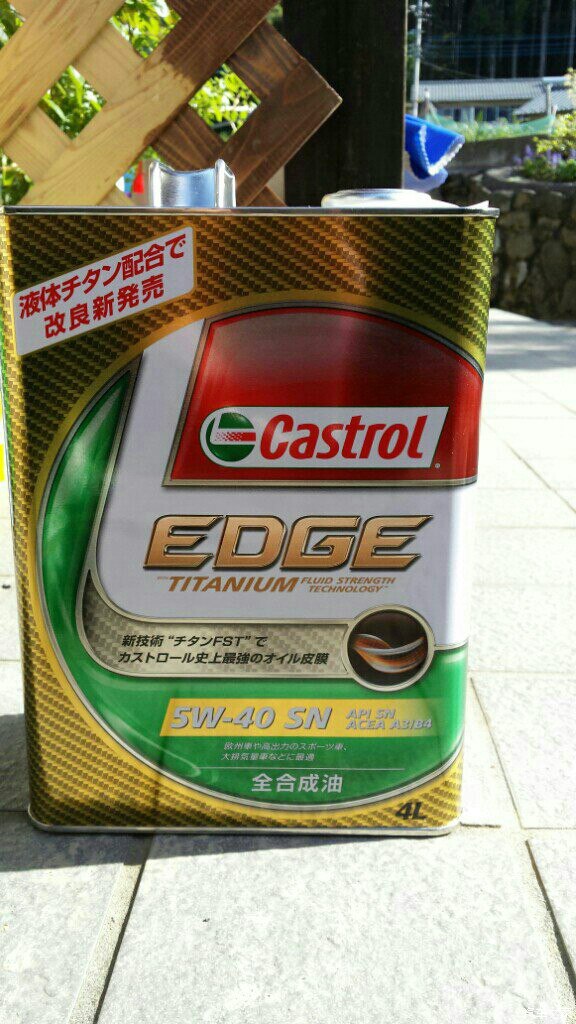 液体チタン配合で
改良新発売
Castrol
EDGE
WITH TITANIUM FLUID STRENGTH
TECHNOLOGY™
新技術“チタンFST”で
カストロール史上最強のオイル皮膜
5W-40 SN API SN
ACEA A3/B4
欧州車や高出力のスポーツ車、
大排気量車などに最適
全合成油
4L